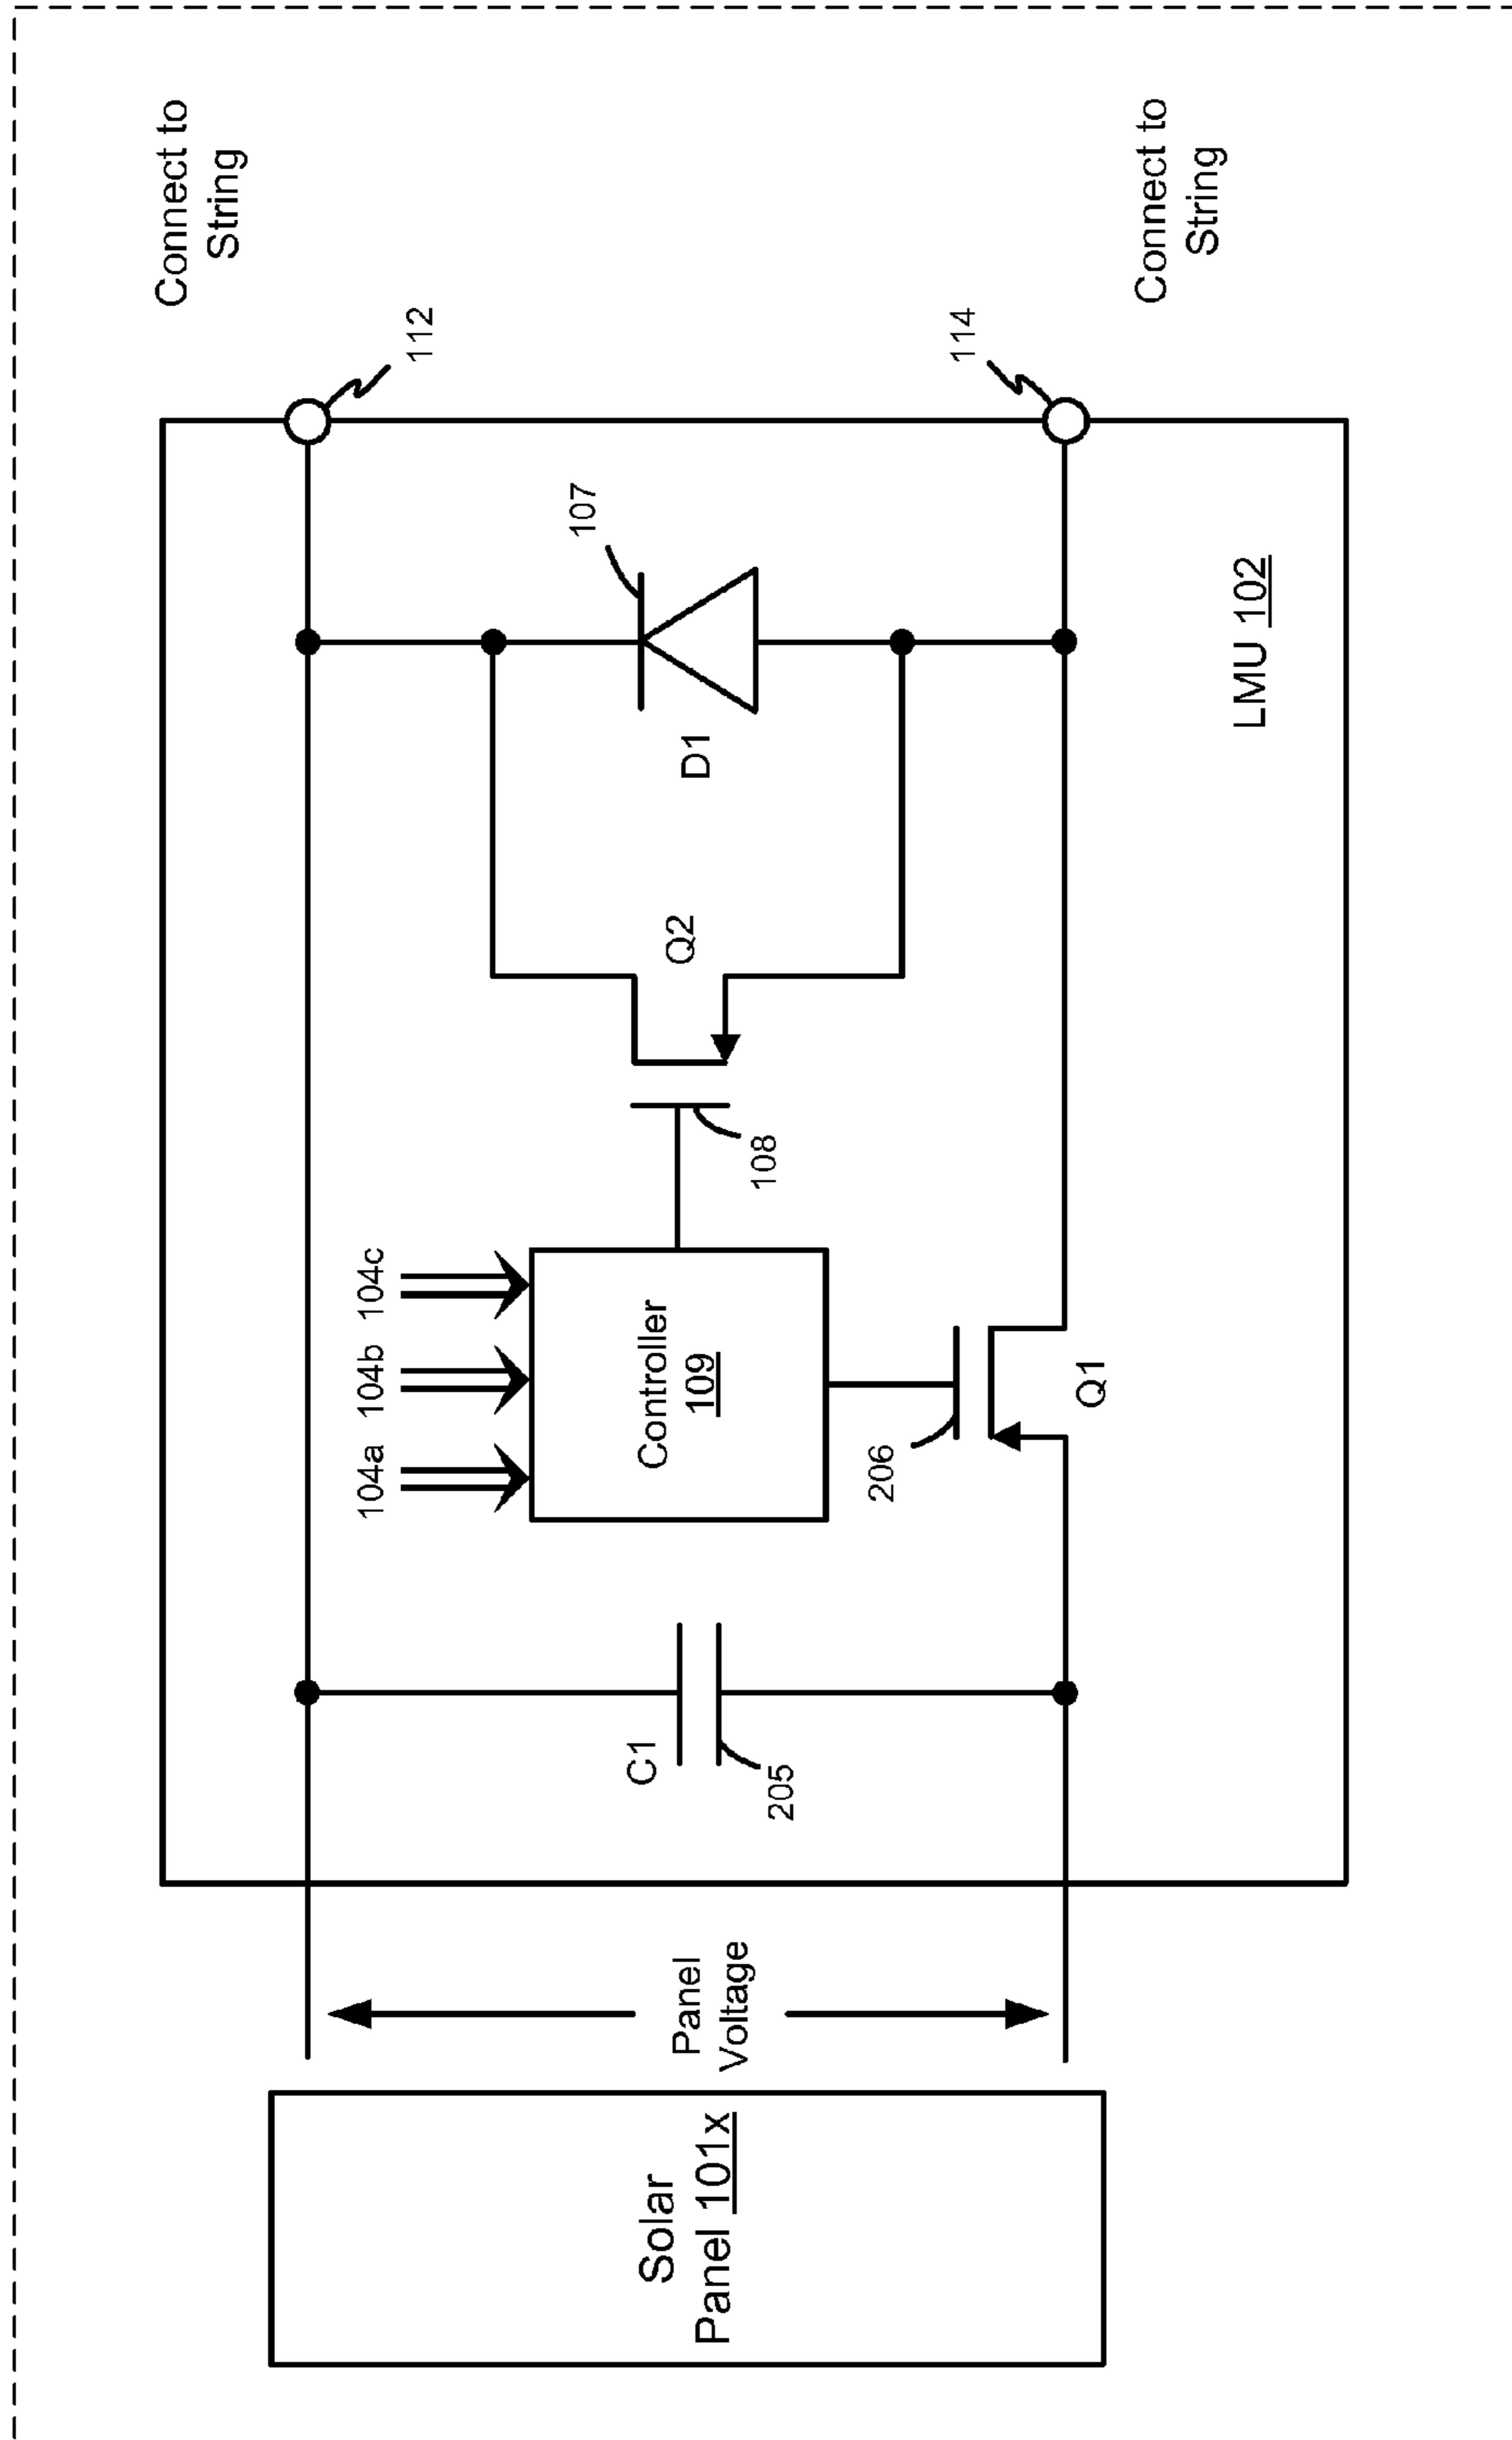 Connect to
String
112
104a
104b
104c
107
C1
205
Controller
109
Q2
108
D1
Solar
Panel 101x
Panel
Voltage
206
Q1
114
Connect to
String
LMU 102